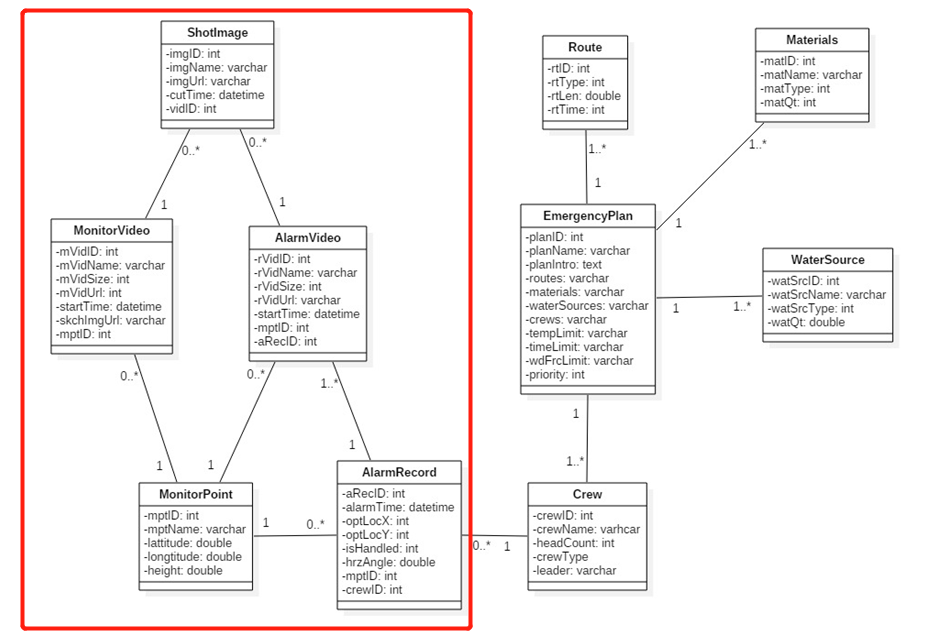 ShotImage
-imgID: int
-imgName: varchar
-imgUrl: varchar
-cutTime: datetime
-vidID: int
0..*
0..*
1
1
MonitorVideo
-mVidID: int
-mVidName: varchar
-mVidSize: int
-mVidUrl: int
-startTime: datetime
-skchImgUrl: varchar
-mptID: int
AlarmVideo
-rVidID: int
-rVidName: varchar
-rVidSize: int
-rVidUrl: varchar
-startTime: datetime
-mptID: int
-aRecID: int
0..*
0..*
1..*
1
1
1
MonitorPoint
-mptID: int
-mptName: varchar
-lattitude: double
-longtitude: double
-height: double
1
0..*
AlarmRecord
-aRecID: int
-alarmTime: datetime
-optLocX: int
-optLocY: int
-isHandled: int
-hrzAngle: double
-mptID: int
-crewID: int
0..*
1
Route
-rtID: int
-rtType: int
-rtLen: double
-rtTime: int
1..*
1
Materials
-matID: int
-matName: varchar
-matType: int
-matQt: int
1..*
1
EmergencyPlan
-planID: int
-planName: varchar
-planIntro: text
-routes: varchar
-materials: varchar
-waterSources: varchar
-crews: varchar
-tempLimit: varchar
-timeLimit: varchar
-wdFrcLimit: varchar
-priority: int
1
1..*
WaterSource
-watSrcID: int
-watSrcName: varchar
-watSrcType: int
-watQt: double
1
1..*
Crew
-crewID: int
-crewName: varhcar
-headCount: int
-crewType
-leader: varchar